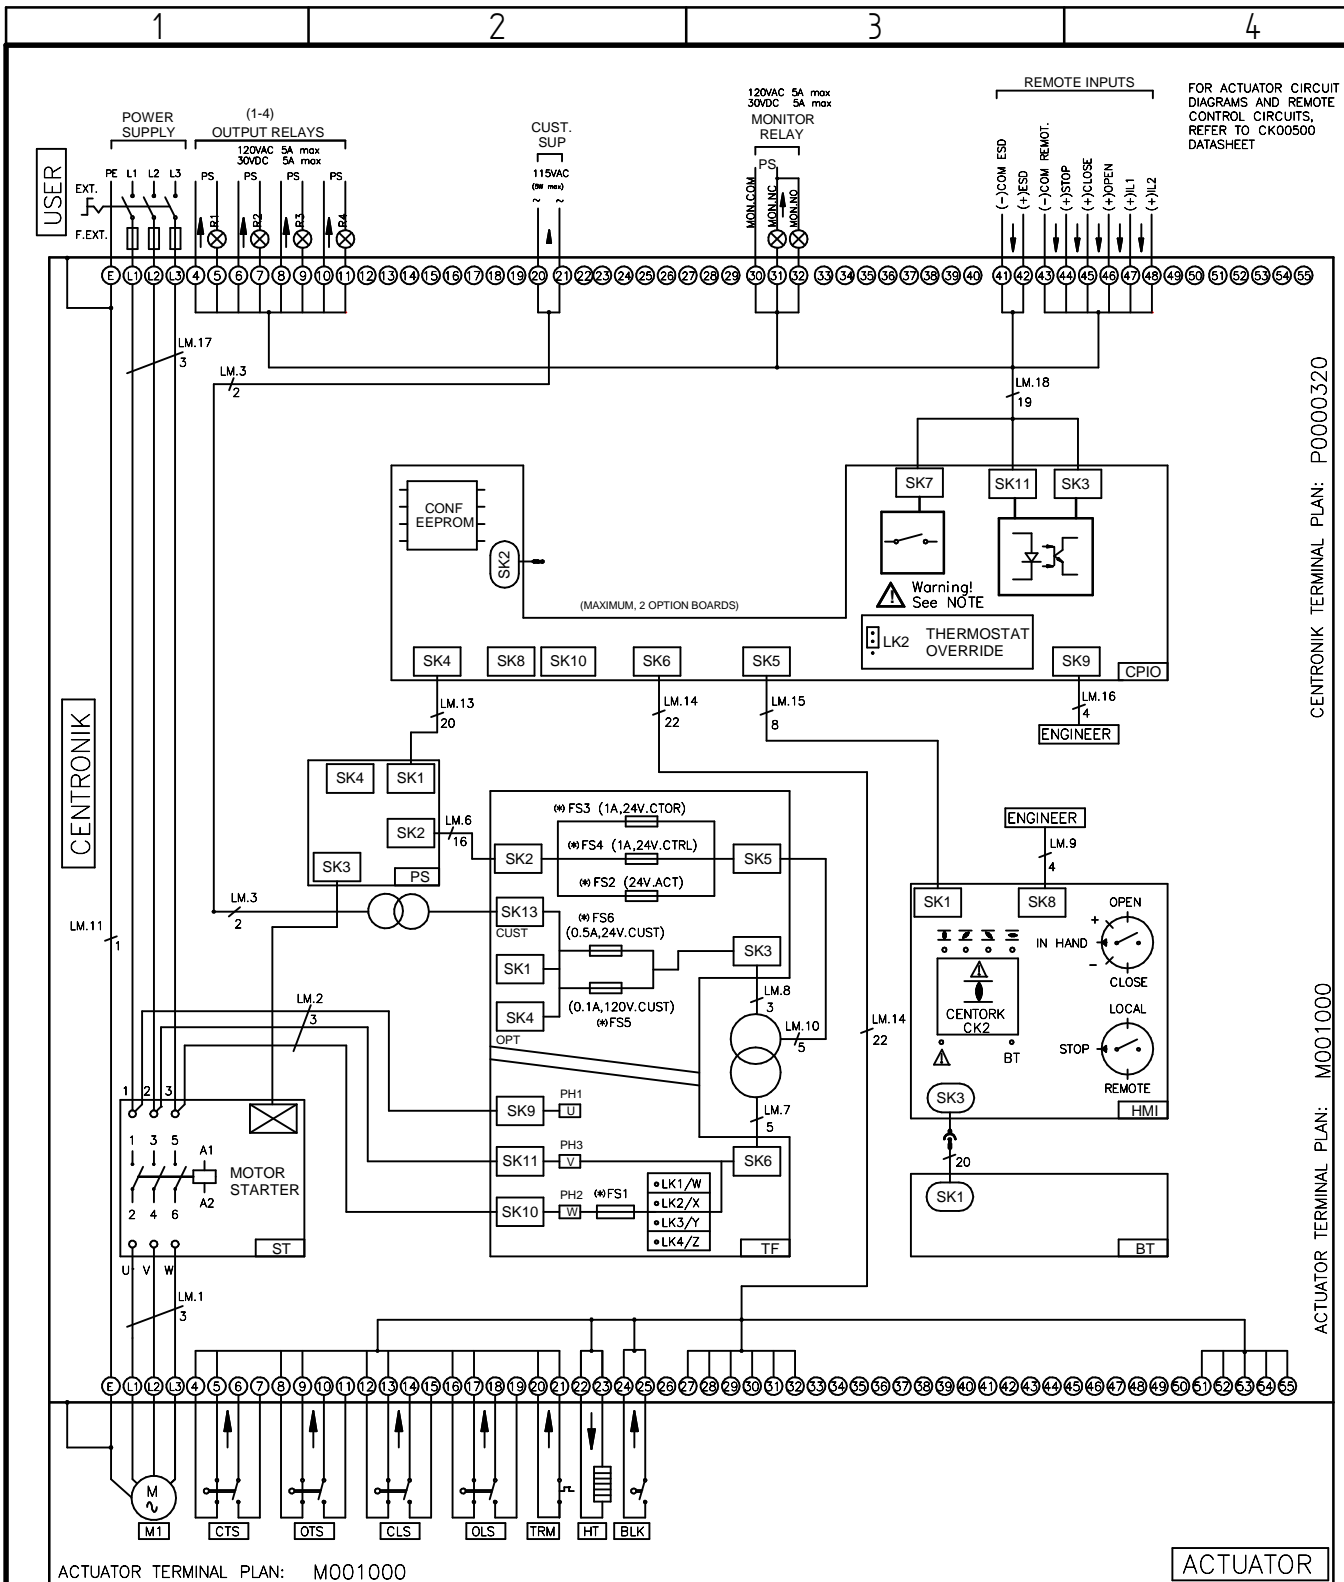 1 2 3 4
POWER SUPPLY
(1-4)
OUTPUT RELAYS
120VAC 5A max
30VDC 5A max
CUST. SUP
115VAC
(8W max)
~ ~
120VAC 5A max
30VDC 5A max
MONITOR RELAY
REMOTE INPUTS
FOR ACTUATOR CIRCUIT
DIAGRAMS AND REMOTE
CONTROL CIRCUITS,
REFER TO CK00500
DATASHEET
USER
EXT.
F.EXT.
PE L1 L2 L3
PS PS PS PS
R1 R2 R3 R4
PS
MON.COM
MON.NC
MON.NO
(-)COM ESD
(+)ESD
(-)COM REMOT.
(+)STOP
(+)CLOSE
(+)OPEN
(+)IL1
(+)IL2
E L1 L2 L3 4 5 6 7 8 9 10 11 12 13 14 15 16 17 18 19 20 21 22 23 24 25 26 27 28 29 30 31 32 33 34 35 36 37 38 39 40 41 42 43 44 45 46 47 48 49 50 51 52 53 54 55
LM.17
3
LM.3
2
LM.18
19
CENTRONIK TERMINAL PLAN: P0000320
CONF EEPROM
SK2
SK7
SK11
SK3
Warning!
See NOTE
(MAXIMUM, 2 OPTION BOARDS)
LK2
THERMOSTAT OVERRIDE
SK4
SK8
SK10
SK6
SK5
SK9
CPIO
LM.13
20
LM.14
22
LM.15
8
LM.16
4
ENGINEER
CENTRONIK
SK4
SK1
SK2
SK3
PS
LM.6
16
(*) FS3 (1A,24V.CTOR)
(*) FS4 (1A,24V.CTRL)
(*) FS2 (24V.ACT)
SK2
SK5
SK13
CUST
(*) FS6
(0.5A,24V.CUST)
SK1
SK3
SK4
OPT
(0.1A,120V.CUST)
(*)FS5
LM.8
3
LM.10
5
LM.7
5
LM.14
22
ENGINEER
LM.9
4
SK1
SK8
OPEN
+
IN HAND
-
CLOSE
CENTORK CK2
BT
LOCAL
STOP
REMOTE
SK3
HMI
20
SK1
BT
LM.11
1
LM.3
2
LM.2
3
1 2 3
1 3 5
A1
A2
2 4 6
MOTOR STARTER
ST
U V W
SK9
PH1
U
SK11
PH3
V
SK6
SK10
PH2
W
(*)FS1
LK1/W
LK2/X
LK3/Y
LK4/Z
TF
LM.1
3
ACTUATOR TERMINAL PLAN: M001000
E L1 L2 L3 4 5 6 7 8 9 10 11 12 13 14 15 16 17 18 19 20 21 22 23 24 25 26 27 28 29 30 31 32 33 34 35 36 37 38 39 40 41 42 43 44 45 46 47 48 49 50 51 52 53 54 55
M
~
M1
CTS
OTS
CLS
OLS
TRM
HT
BLK
ACTUATOR TERMINAL PLAN: M001000
ACTUATOR